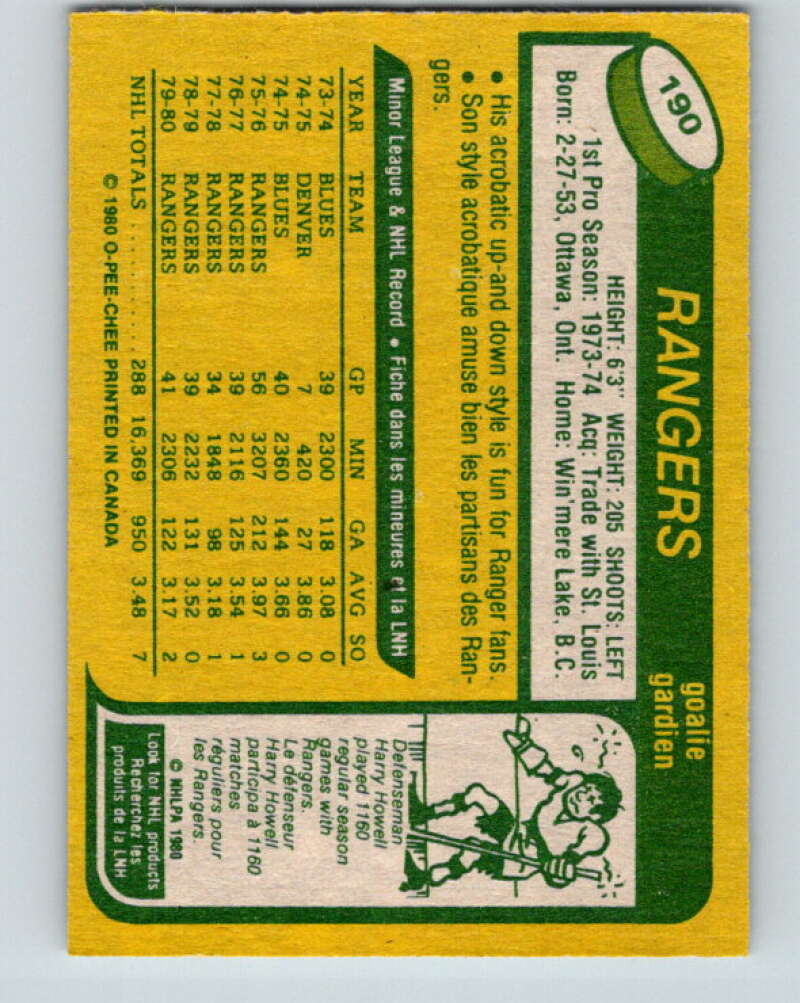 190
RANGERS
goalie
gardien
HEIGHT: 6'3" WEIGHT: 205 SHOOTS: LEFT
1st Pro Season: 1973-74 Acq: Trade with St. Louis
Born: 2-27-53, Ottawa, Ont. Home: Win'mere Lake, B.C.
• His acrobatic up-and down style is fun for Ranger fans.
• Son style acrobatique amuse bien les partisans des Ran-
gers.
Minor League & NHL Record • Fiche dans les mineures et la LNH
YEAR TEAM GP MIN GA AVG SO
73-74 BLUES 39 2300 118 3.08 0
74-75 DENVER 7 420 27 3.86 0
74-75 BLUES 40 2360 144 3.66 0
75-76 RANGERS 56 3207 212 3.97 3
76-77 RANGERS 39 2116 125 3.54 1
77-78 RANGERS 34 1848 98 3.18 1
78-79 RANGERS 39 2232 131 3.52 0
79-80 RANGERS 41 2306 122 3.17 2
NHL TOTALS .......... 288 16,369 950 3.48 7
© 1980 O-PEE-CHEE PRINTED IN CANADA
Defenseman
Harry Howell
played 1160
regular season
games with
Rangers.
Le défenseur
Harry Howell
participa à 1160
matches
réguliers pour
les Rangers.
© NHLPA 1980
Look for NHL products
Recherchez les
produits de la LNH